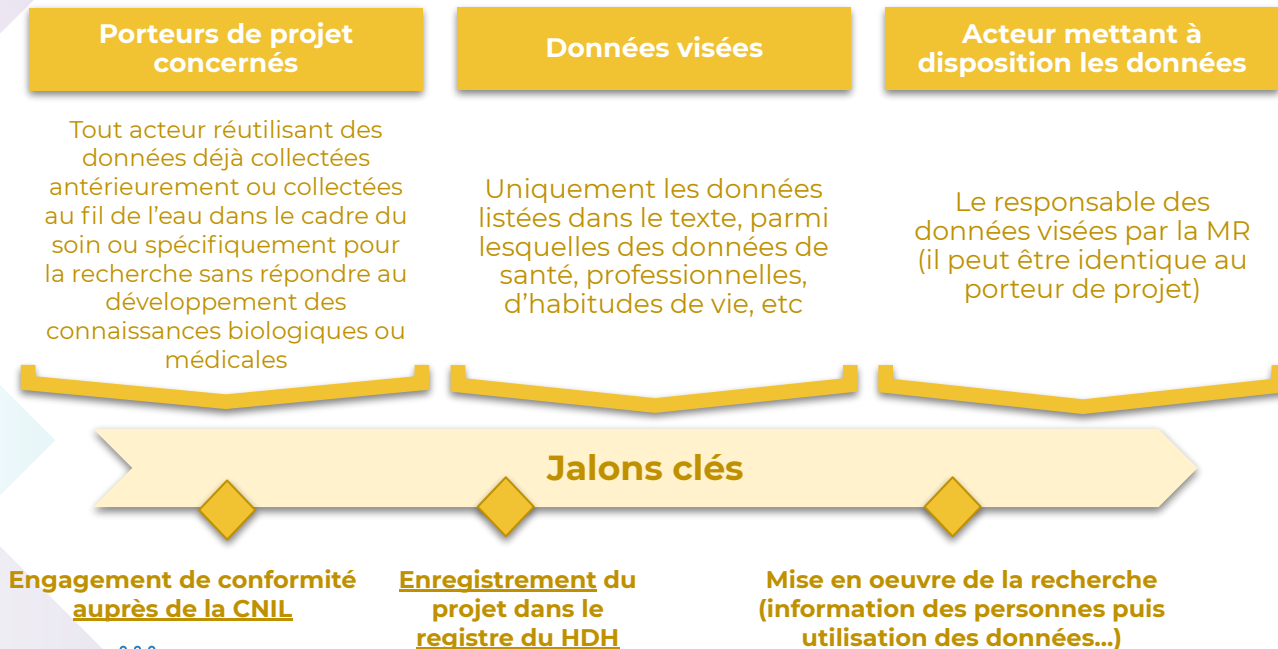 Porteurs de projet
concernés
Données visées
Acteur mettant à
disposition les données
Tout acteur réutilisant des
données déjà collectées
antérieurement ou collectées
au fil de l’eau dans le cadre du
soin ou spécifiquement pour
la recherche sans répondre au
développement des
connaissances biologiques ou
médicales
Uniquement les données
listées dans le texte, parmi
lesquelles des données de
santé, professionnelles,
d’habitudes de vie, etc
Le responsable des
données visées par la MR
(il peut être identique au
porteur de projet)
Jalons clés
Engagement de conformité
auprès de la CNIL
Enregistrement du
projet dans le
registre du HDH
Mise en oeuvre de la recherche
(information des personnes puis
utilisation des données...)